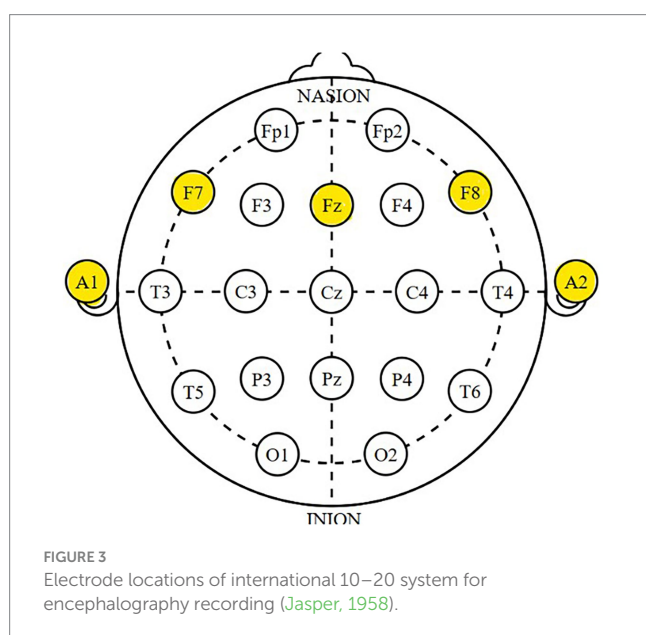 NASION
Fp1 Fp2
F7 F3 Fz F4 F8
A1 T3 C3 Cz C4 T4 A2
T5 P3 Pz P4 T6
O1 O2
INION
FIGURE 3
Electrode locations of international 10–20 system for
encephalography recording (Jasper, 1958).